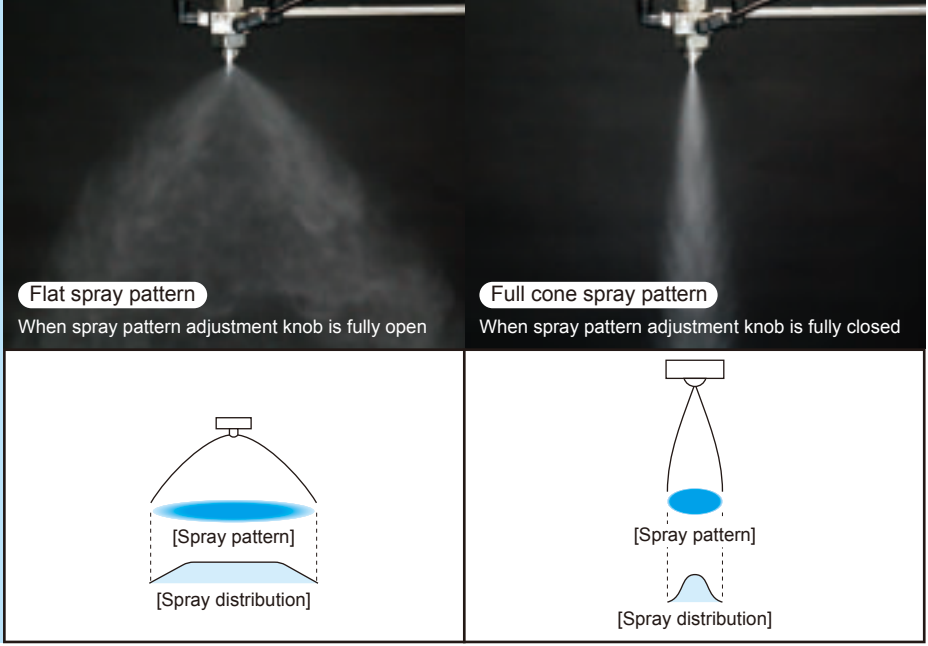 Flat spray pattern
When spray pattern adjustment knob is fully open
Full cone spray pattern
When spray pattern adjustment knob is fully closed
[Spray pattern]
[Spray distribution]
[Spray pattern]
[Spray distribution]